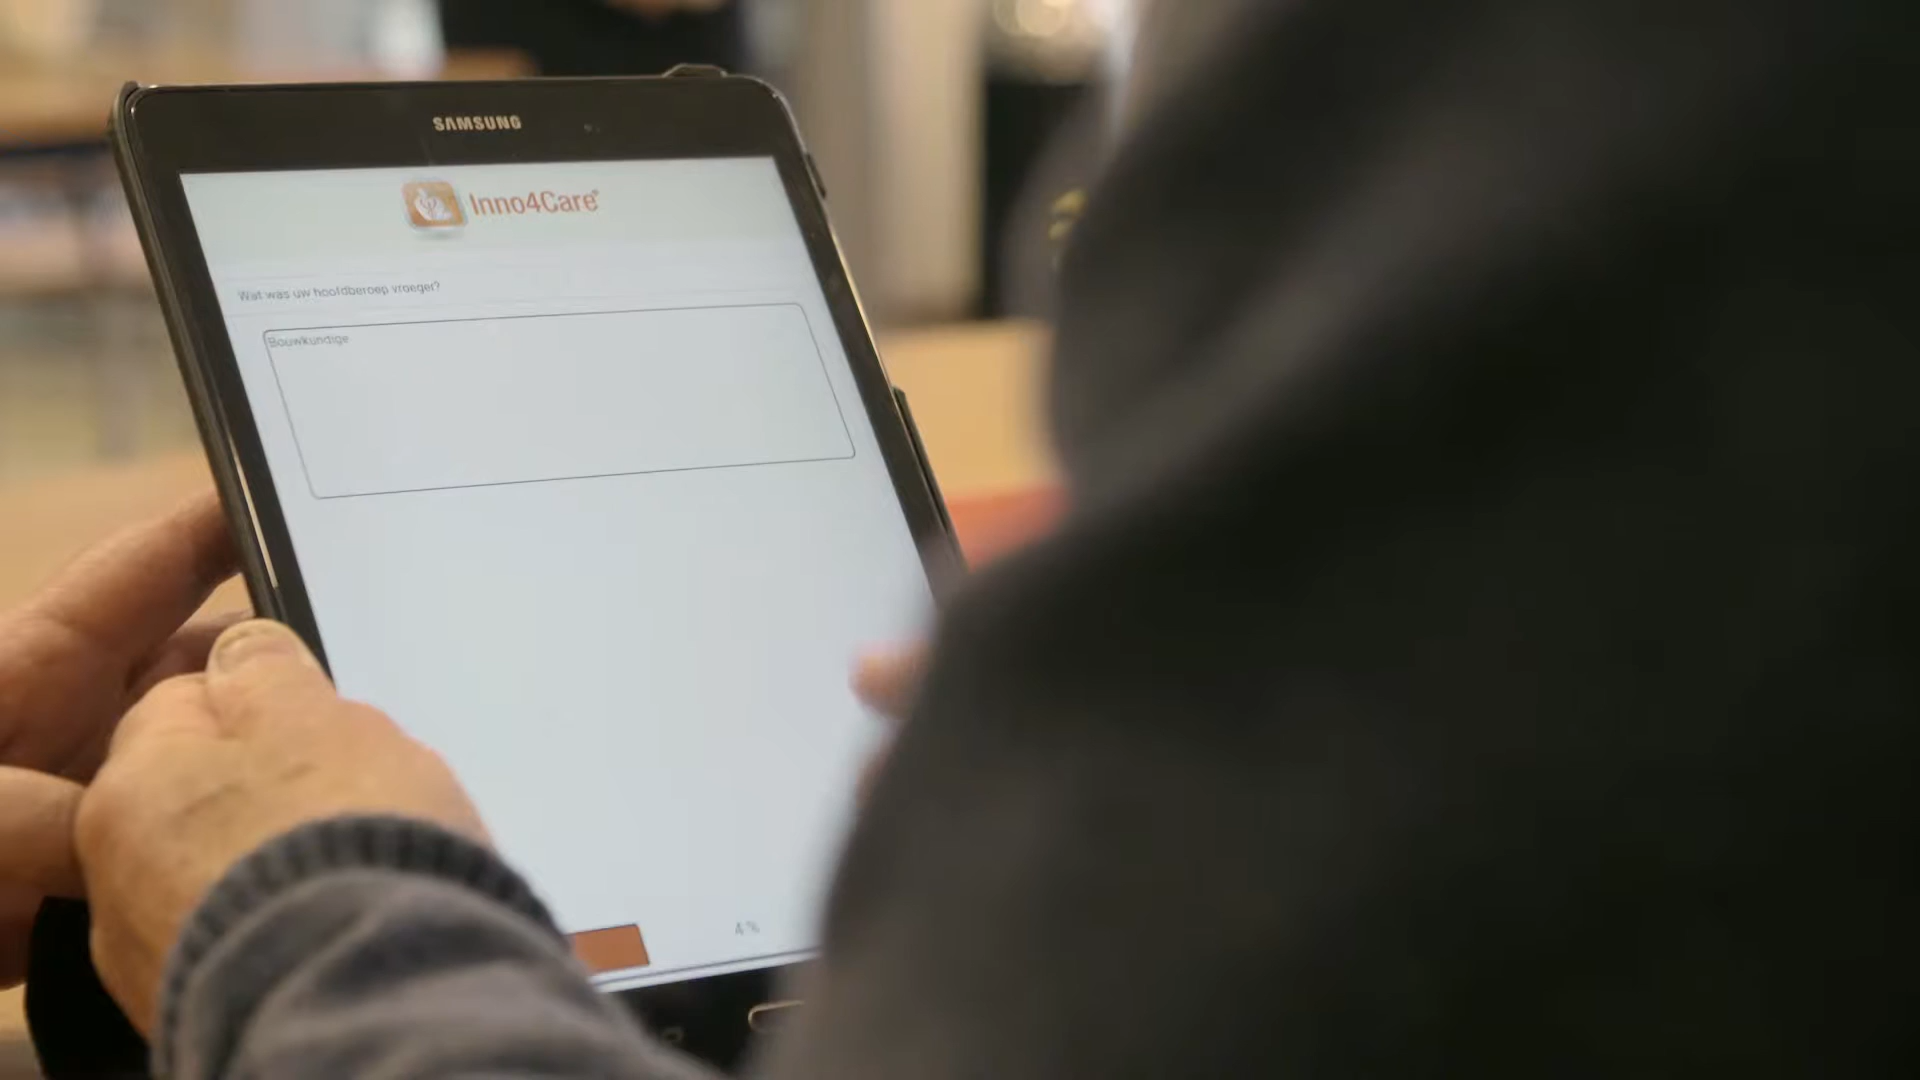 SAMSUNG
Inno4Care®
Wat was uw hoofdberoep vroeger?
Bouwkundige
4 %